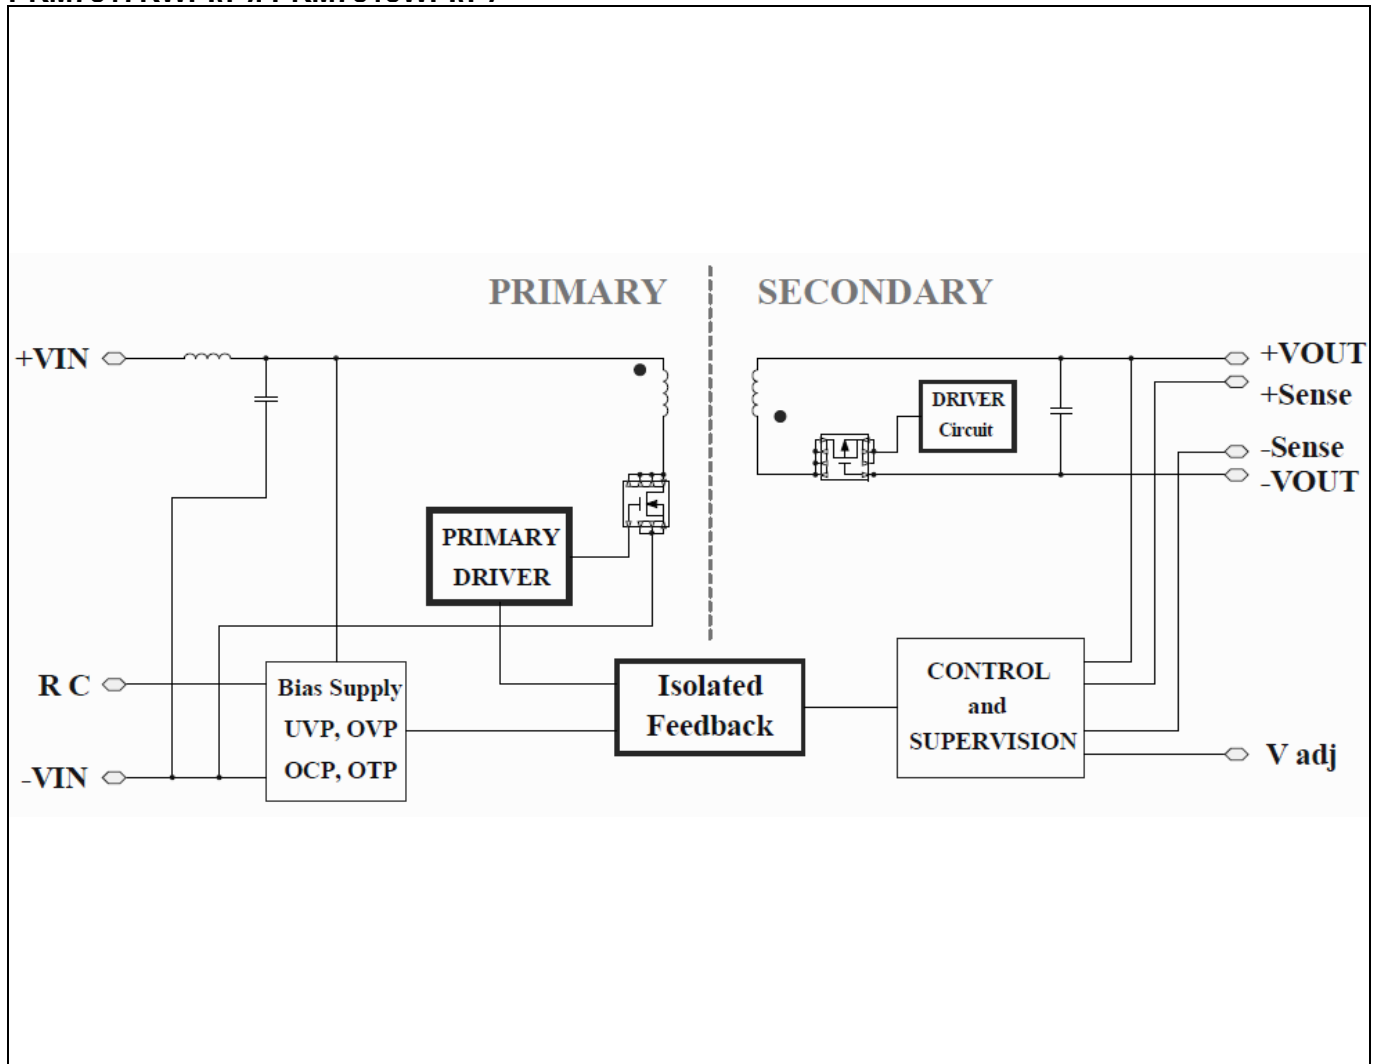 PRIMARY
SECONDARY
+VIN
+VOUT
+Sense
DRIVER
Circuit
-Sense
-VOUT
PRIMARY
DRIVER
R C
Bias Supply
UVP, OVP
OCP, OTP
-VIN
Isolated
Feedback
CONTROL
and
SUPERVISION
V adj